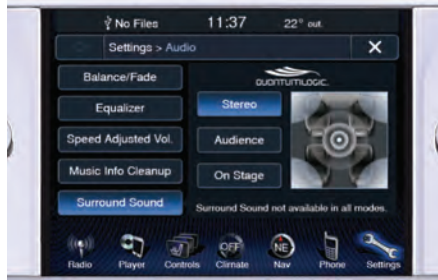 No Files 11:37 22° out.
Settings > Audio X
Balance/Fade
Equalizer
Speed Adjusted Vol.
Music Info Cleanup
Surround Sound
QUANTUMLOGIC
Stereo
Audience
On Stage
Surround Sound not available in all modes.
Radio Player Controls OFF Climate NE Nav Phone Settings